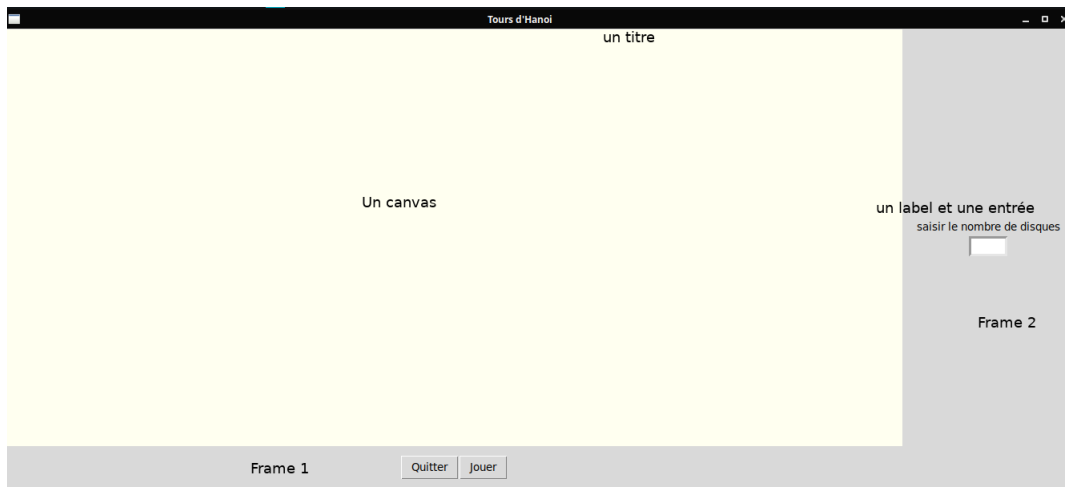 Tours d'Hanoi
un titre
Un canvas
un label et une entrée
saisir le nombre de disques
Frame 2
Frame 1
Quitter Jouer